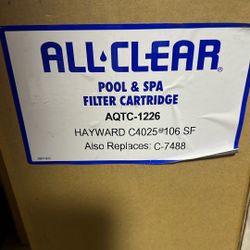 ALL·CLEAR®
POOL & SPA
FILTER CARTRIDGE
AQTC-1226
HAYWARD C4025@106 SF
Also Replaces: C-7488